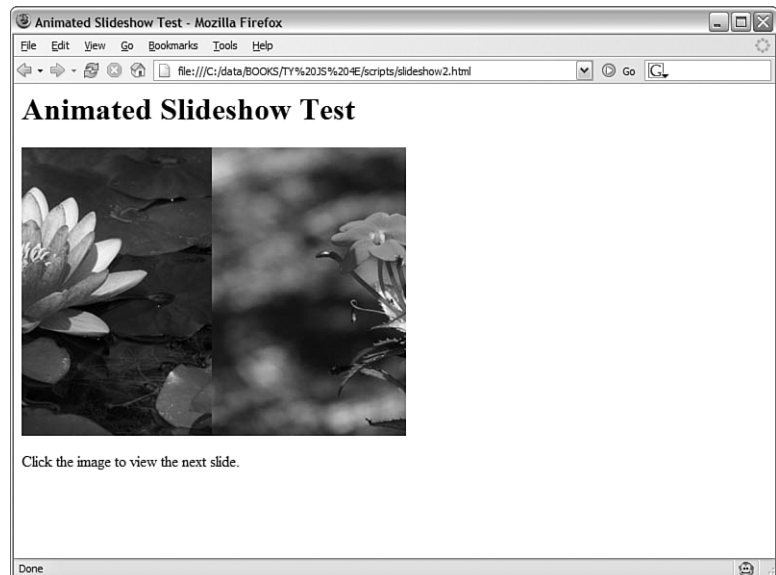 Animated Slideshow Test - Mozilla Firefox
File Edit View Go Bookmarks Tools Help
file:///C:/data/BOOKS/TY%20JS%204E/scripts/slideshow2.html Go G
Animated Slideshow Test
Click the image to view the next slide.
Done